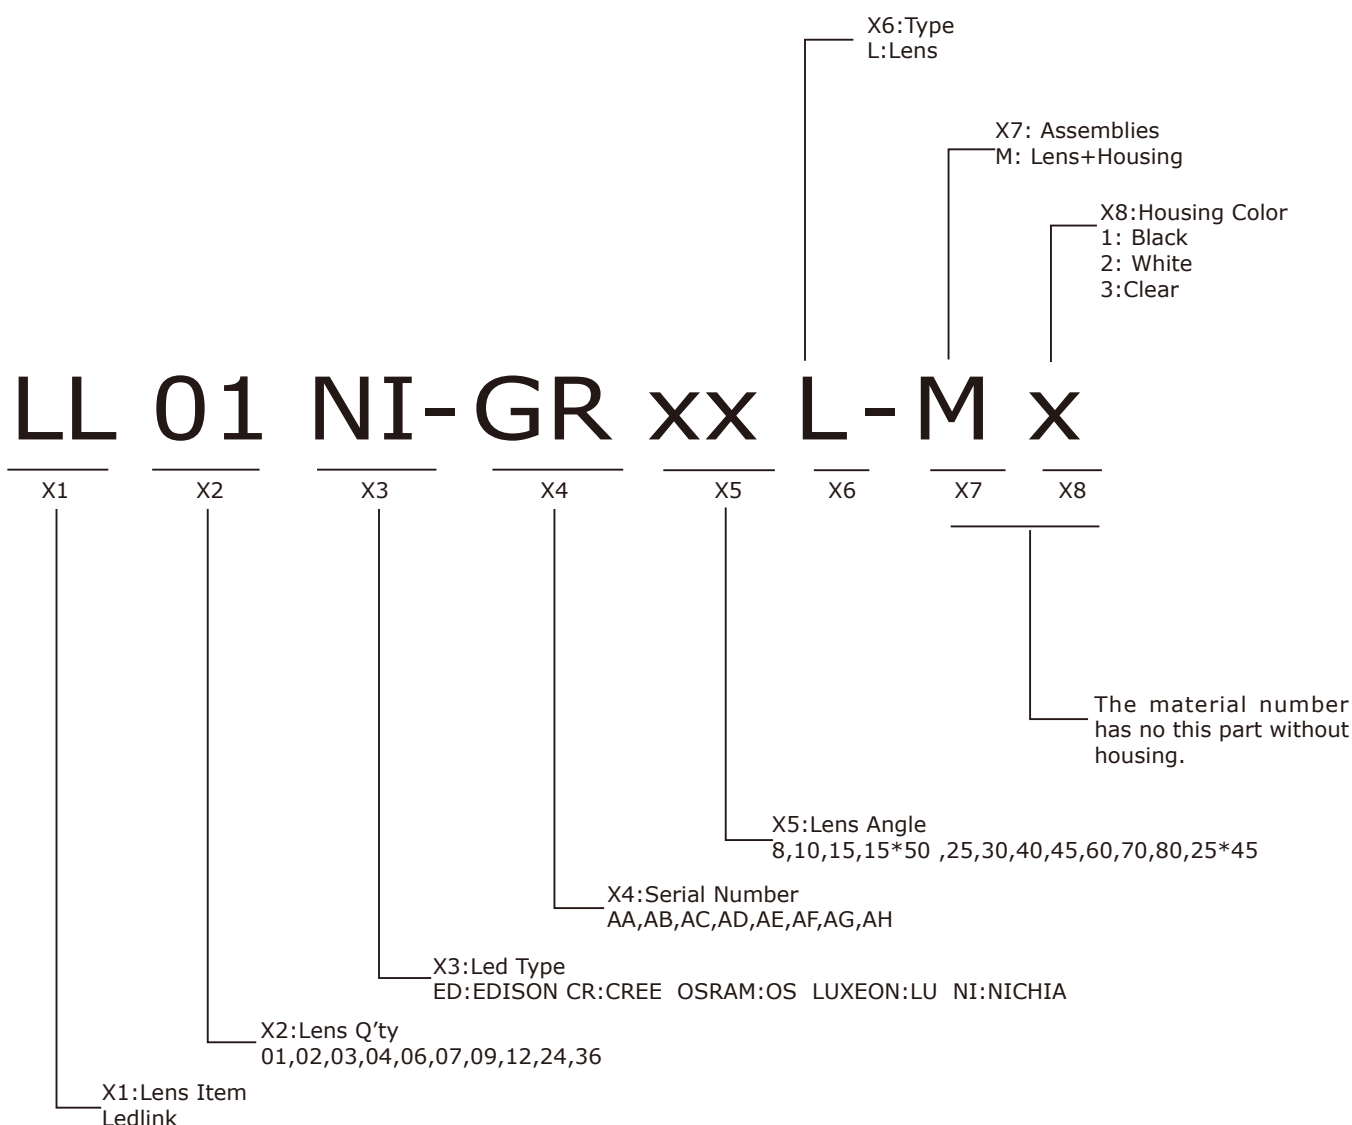 X6:Type
L:Lens
X7: Assemblies
M: Lens+Housing
X8:Housing Color
1: Black
2: White
3:Clear
LL 01 NI-GR xx L-M x
X1 X2 X3 X4 X5 X6 X7 X8
The material number
has no this part without
housing.
X5:Lens Angle
8,10,15,15*50 ,25,30,40,45,60,70,80,25*45
X4:Serial Number
AA,AB,AC,AD,AE,AF,AG,AH
X3:Led Type
ED:EDISON CR:CREE OSRAM:OS LUXEON:LU NI:NICHIA
X2:Lens Q’ty
01,02,03,04,06,07,09,12,24,36
X1:Lens Item
Ledlink